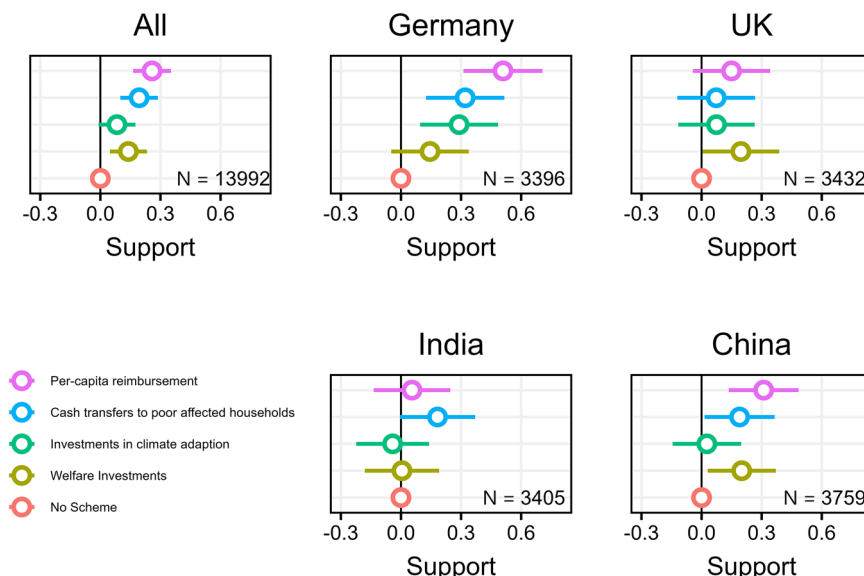 All
Germany
UK
N = 13992
N = 3396
N = 3432
-0.3 0.0 0.3 0.6
-0.3 0.0 0.3 0.6
-0.3 0.0 0.3 0.6
Support
Support
Support
India
China
Per-capita reimbursement
Cash transfers to poor affected households
Investments in climate adaption
Welfare Investments
No Scheme
N = 3405
N = 3759
-0.3 0.0 0.3 0.6
-0.3 0.0 0.3 0.6
Support
Support